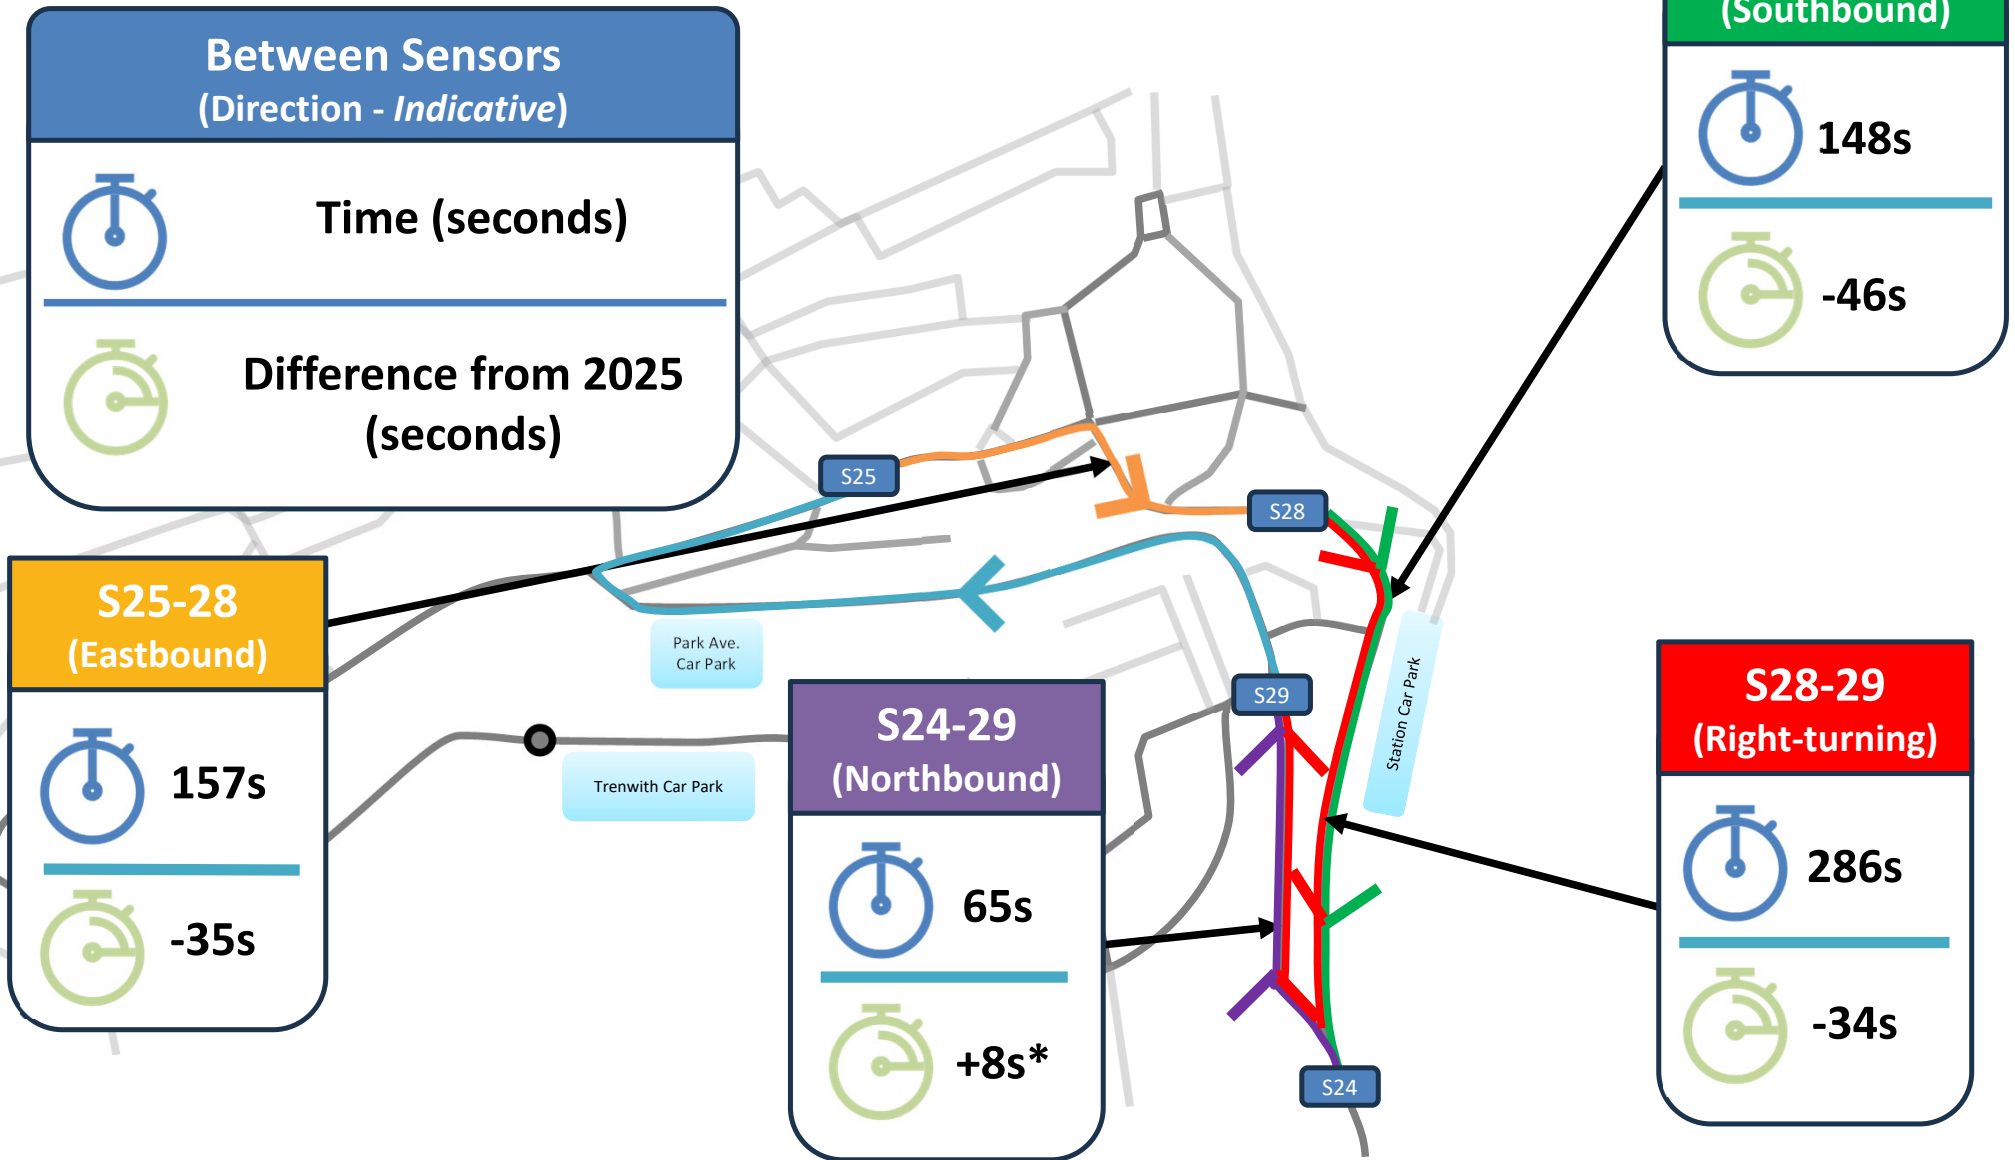 Between Sensors
(Direction - Indicative)
Time (seconds)
Difference from 2025
(seconds)
(Southbound)
148s
-46s
S25
S28
S25-28
(Eastbound)
157s
-35s
Park Ave.
Car Park
Trenwith Car Park
S29
Station Car Park
S24-29
(Northbound)
65s
+8s*
S28-29
(Right-turning)
286s
-34s
S24